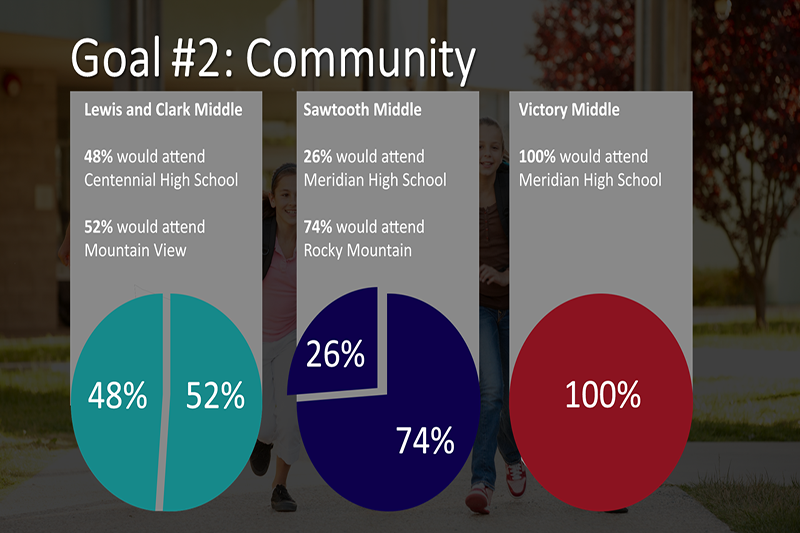 Goal #2: Community
Lewis and Clark Middle
48% would attend
Centennial High School
52% would attend
Mountain View
48%
52%
Sawtooth Middle
26% would attend
Meridian High School
74% would attend
Rocky Mountain
26%
74%
Victory Middle
100% would attend
Meridian High School
100%